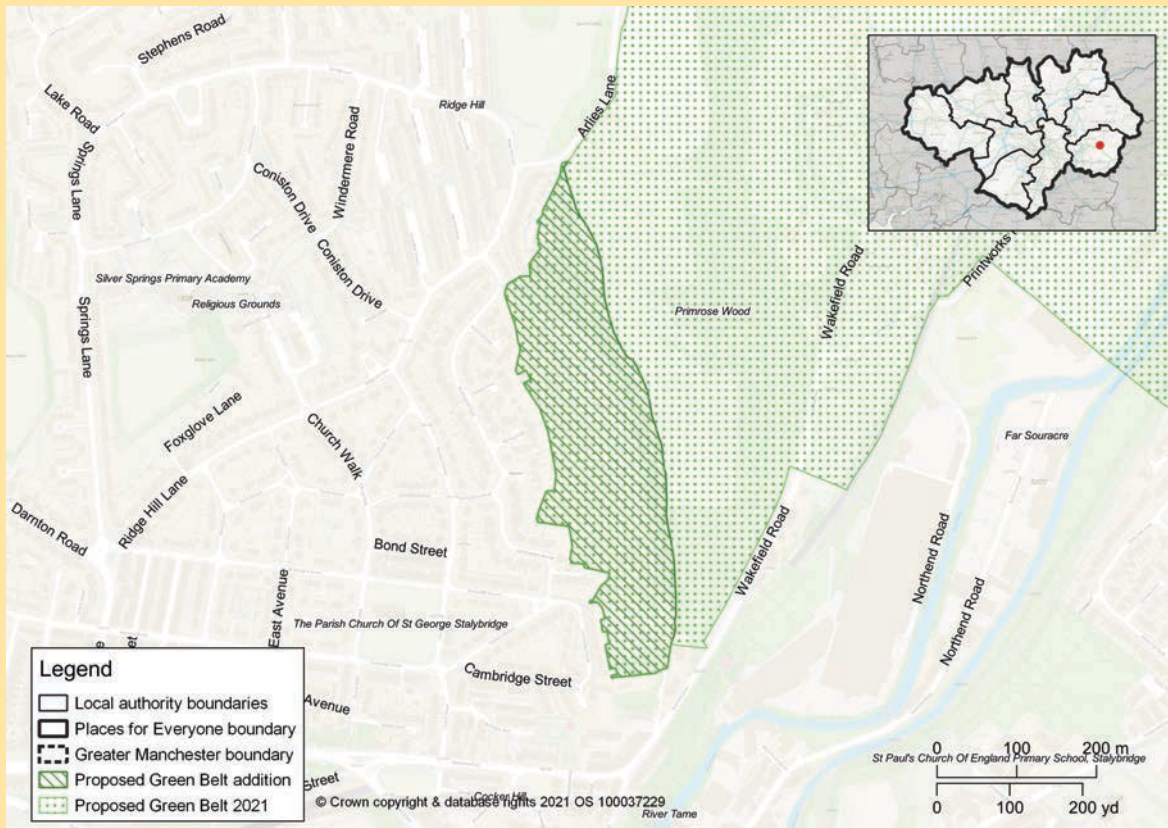 Stephens Road
Lake Road
Springs Lane
Windermere Road
Ridge Hill
Arlies Lane
Coniston Drive
Coniston Drive
Silver Springs Primary Academy
Religious Grounds
Springs Lane
Primrose Wood
Wakefield Road
Printworks
Foxglove Lane
Church Walk
Far Souracre
Ridge Hill Lane
Darnton Road
Bond Street
Wakefield Road
Northend Road
Northend Road
East Avenue
The Parish Church Of St George Stalybridge
Cambridge Street
Avenue
Street
Cocker Hill
River Tame
St Paul's Church Of England Primary School, Stalybridge
0 100 200 m
0 100 200 yd
Legend
Local authority boundaries
Places for Everyone boundary
Greater Manchester boundary
Proposed Green Belt addition
Proposed Green Belt 2021
© Crown copyright & database rights 2021 OS 100037229